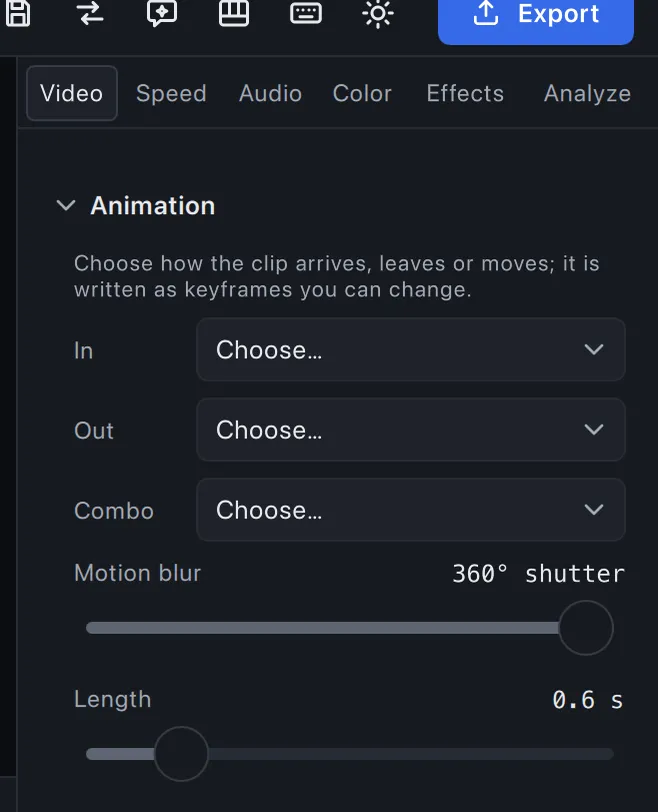 Export
Video Speed Audio Color Effects Analyze
Animation
Choose how the clip arrives, leaves or moves; it is
written as keyframes you can change.
In Choose...
Out Choose...
Combo Choose...
Motion blur 360° shutter
Length 0.6 s